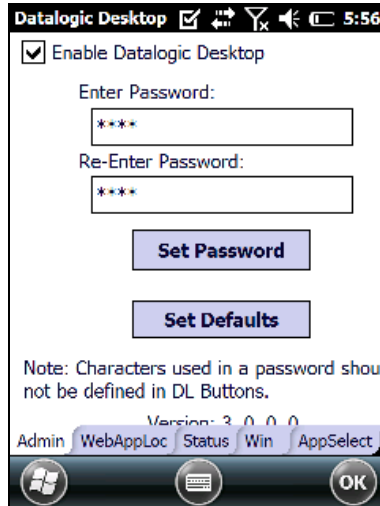 Datalogic Desktop 5:56
Enable Datalogic Desktop
Enter Password:
****
Re-Enter Password:
****
Set Password
Set Defaults
Note: Characters used in a password shou
not be defined in DL Buttons.
Version: 3 0 0 0
Admin WebAppLoc Status Win AppSelect
OK